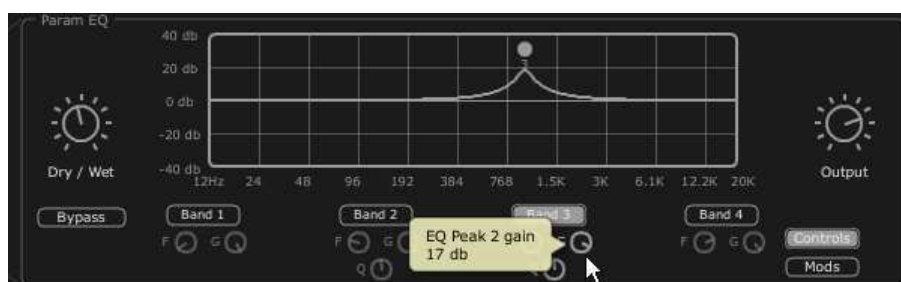 Param EQ
40 db
20 db
0 db
-20 db
-40 db
3
12Hz 24 48 96 192 384 768 1.5K 3K 6.1K 12.2K 20K
Dry / Wet
Output
Bypass
Band 1
Band 2
Band 3
Band 4
F G
F G
F G
Q
EQ Peak 2 gain
17 db
Controls
Mods